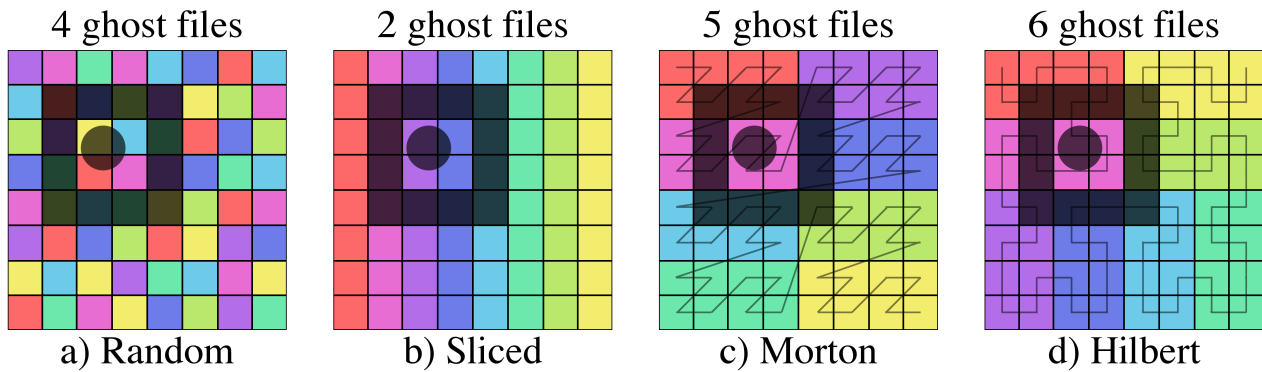 4 ghost files
2 ghost files
5 ghost files
6 ghost files
a) Random
b) Sliced
c) Morton
d) Hilbert